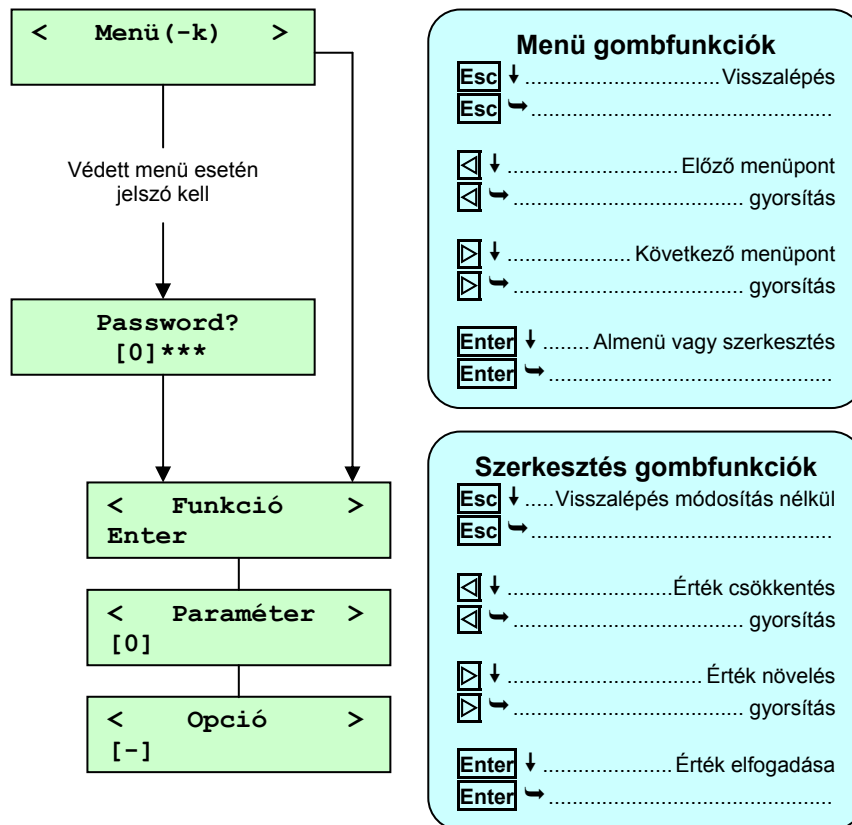 < Menü(-k) >
Védett menü esetén
jelszó kell
Password?
[0]***
< Funkció >
Enter
< Paraméter >
[0]
< Opció >
[-]
Menü gombfunkciók
Esc ↓ ................................ Visszalépés
Esc ➥ ....................................................
◁ ↓ ............................ Előző menüpont
◁ ➥ ........................................ gyorsítás
▷ ↓ ..................... Következő menüpont
▷ ➥ ........................................ gyorsítás
Enter ↓ ........ Almenü vagy szerkesztés
Enter ➥ .................................................
Szerkesztés gombfunkciók
Esc ↓ ..... Visszalépés módosítás nélkül
Esc ➥ ....................................................
◁ ↓ ............................ Érték csökkentés
◁ ➥ ........................................ gyorsítás
▷ ↓ .................................. Érték növelés
▷ ➥ ........................................ gyorsítás
Enter ↓ ...................... Érték elfogadása
Enter ➥ .................................................